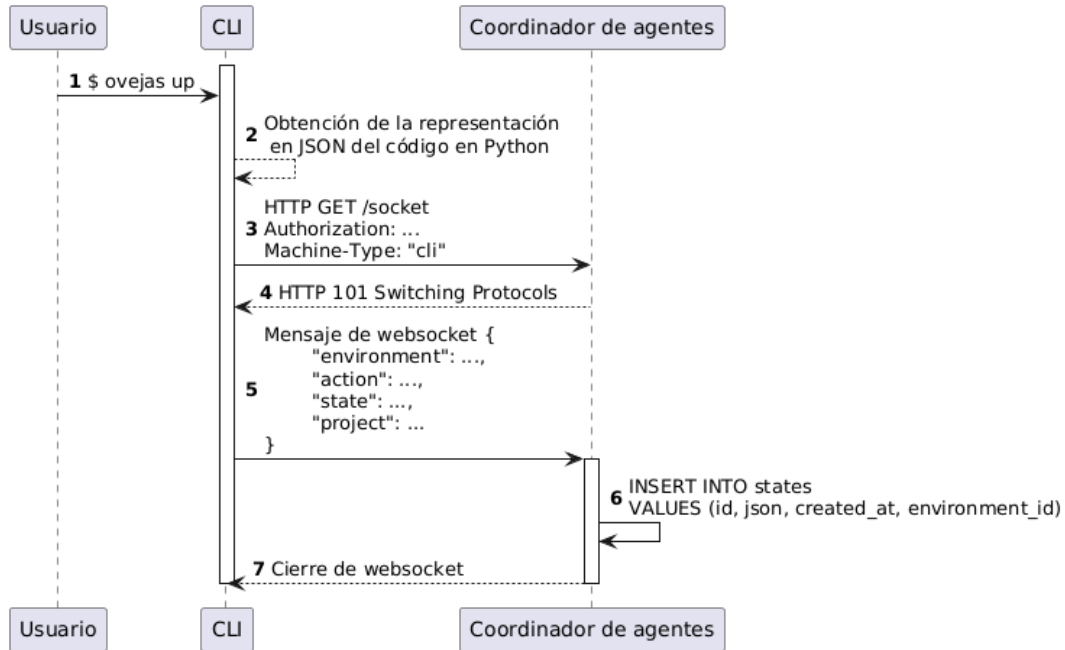 Usuario
CLI
Coordinador de agentes
1 $ ovejas up
2 Obtención de la representación
en JSON del código en Python
HTTP GET /socket
3 Authorization: ...
Machine-Type: "cli"
4 HTTP 101 Switching Protocols
Mensaje de websocket {
"environment": ...,
"action": ...,
5
"state": ...,
"project": ...
}
6 INSERT INTO states
VALUES (id, json, created_at, environment_id)
7 Cierre de websocket
Usuario
CLI
Coordinador de agentes